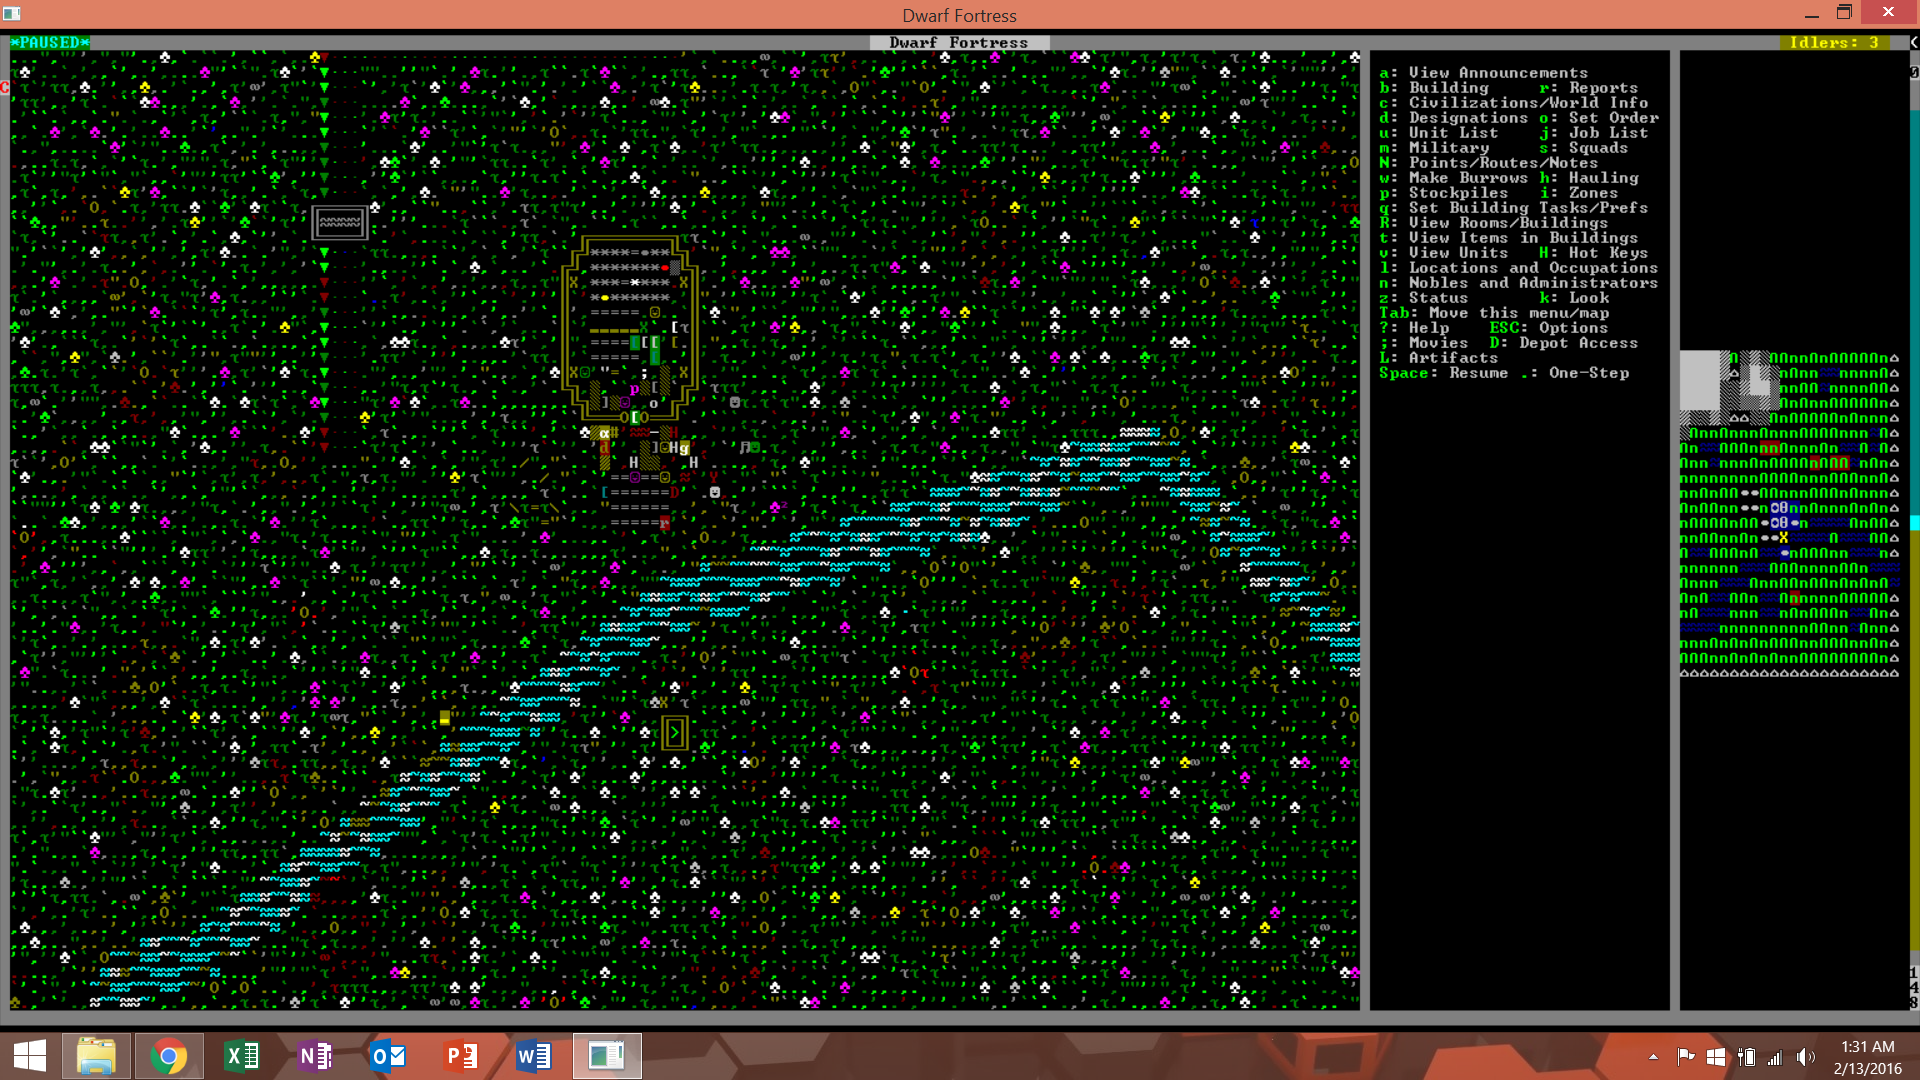 Dwarf Fortress
*PAUSED*
Dwarf Fortress
Idlers: 3
a: View Announcements
b: Building r: Reports
c: Civilizations/World Info
d: Designations o: Set Order
u: Unit List j: Job List
m: Military s: Squads
N: Points/Routes/Notes
w: Make Burrows h: Hauling
p: Stockpiles i: Zones
q: Set Building Tasks/Prefs
R: View Rooms/Buildings
t: View Items in Buildings
v: View Units H: Hot Keys
l: Locations and Occupations
n: Nobles and Administrators
z: Status k: Look
Tab: Move this menu/map
?: Help ESC: Options
;: Movies D: Depot Access
L: Artifacts
Space: Resume .: One-Step
1:31 AM
2/13/2016